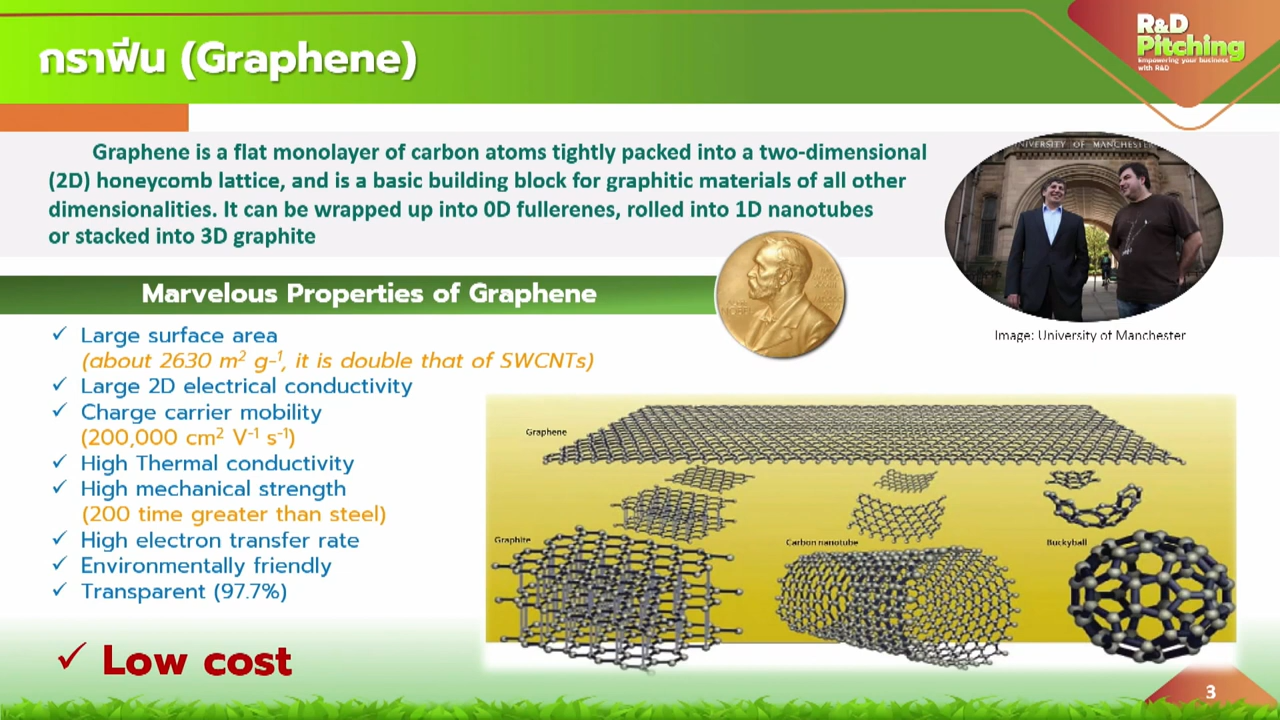 กราฟีน (Graphene)
R&D
Pitching
Empowering your business
with R&D
Graphene is a flat monolayer of carbon atoms tightly packed into a two-dimensional
(2D) honeycomb lattice, and is a basic building block for graphitic materials of all other
dimensionalities. It can be wrapped up into 0D fullerenes, rolled into 1D nanotubes
or stacked into 3D graphite
UNIVERSITY OF MANCHESTER
Image: University of Manchester
Marvelous Properties of Graphene
✓ Large surface area
(about 2630 m² g⁻¹, it is double that of SWCNTs)
✓ Large 2D electrical conductivity
✓ Charge carrier mobility
(200,000 cm² V⁻¹ s⁻¹)
✓ High Thermal conductivity
✓ High mechanical strength
(200 time greater than steel)
✓ High electron transfer rate
✓ Environmentally friendly
✓ Transparent (97.7%)
✓ Low cost
Graphene
Graphite
Carbon nanotube
Buckyball
3